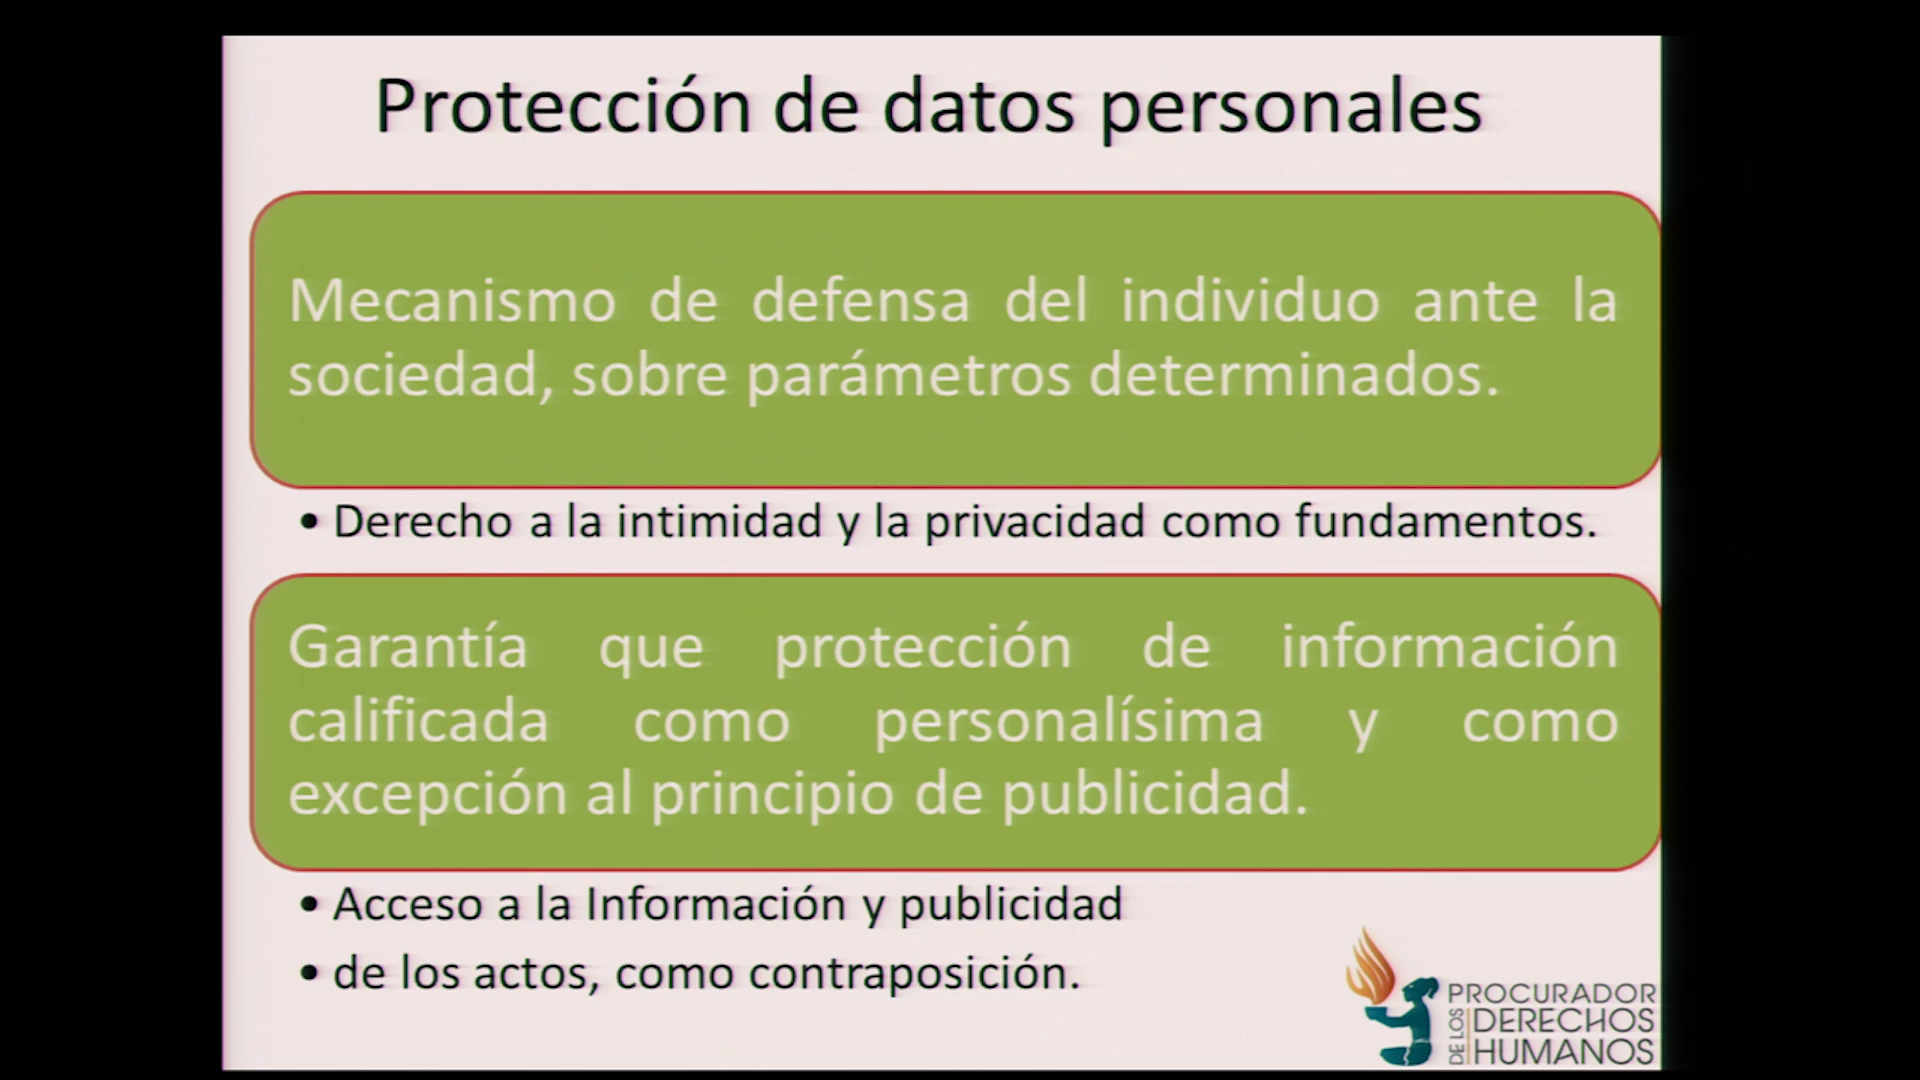 Protección de datos personales
Mecanismo de defensa del individuo ante la
sociedad, sobre parámetros determinados.
• Derecho a la intimidad y la privacidad como fundamentos.
Garantía que protección de información
calificada como personalísima y como
excepción al principio de publicidad.
• Acceso a la Información y publicidad
• de los actos, como contraposición.
PROCURADOR
DE LOS
DERECHOS
HUMANOS